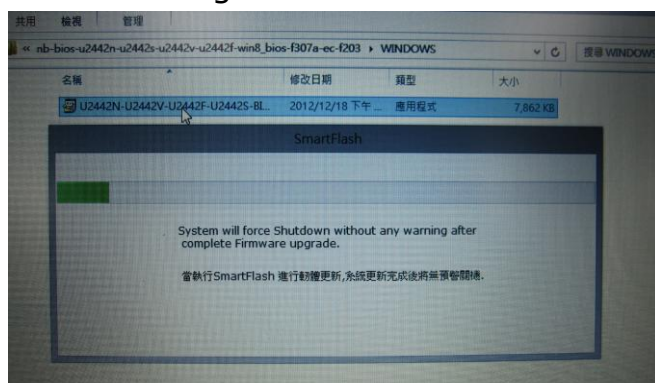 共用 檢視 管理
« nb-bios-u2442n-u2442s-u2442v-u2442f-win8_bios-f307a-ec-f203 ▸ WINDOWS
搜尋 WINDOWS
名稱 修改日期 類型 大小
U2442N-U2442V-U2442F-U2442S-BI... 2012/12/18 下午... 應用程式 7,862 KB
SmartFlash
System will force Shutdown without any warning after
complete Firmware upgrade.
當執行SmartFlash 進行韌體更新,系統更新完成後將無預警關機.